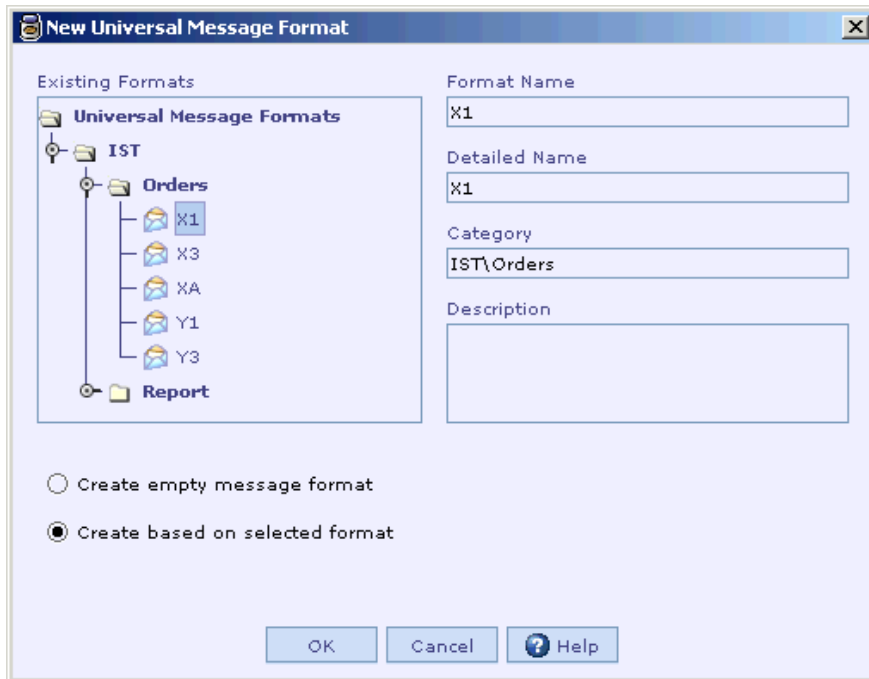 New Universal Message Format
Existing Formats
Universal Message Formats
IST
Orders
X1
X3
XA
Y1
Y3
Report
Format Name
X1
Detailed Name
X1
Category
IST\Orders
Description
Create empty message format
Create based on selected format
OK
Cancel
? Help